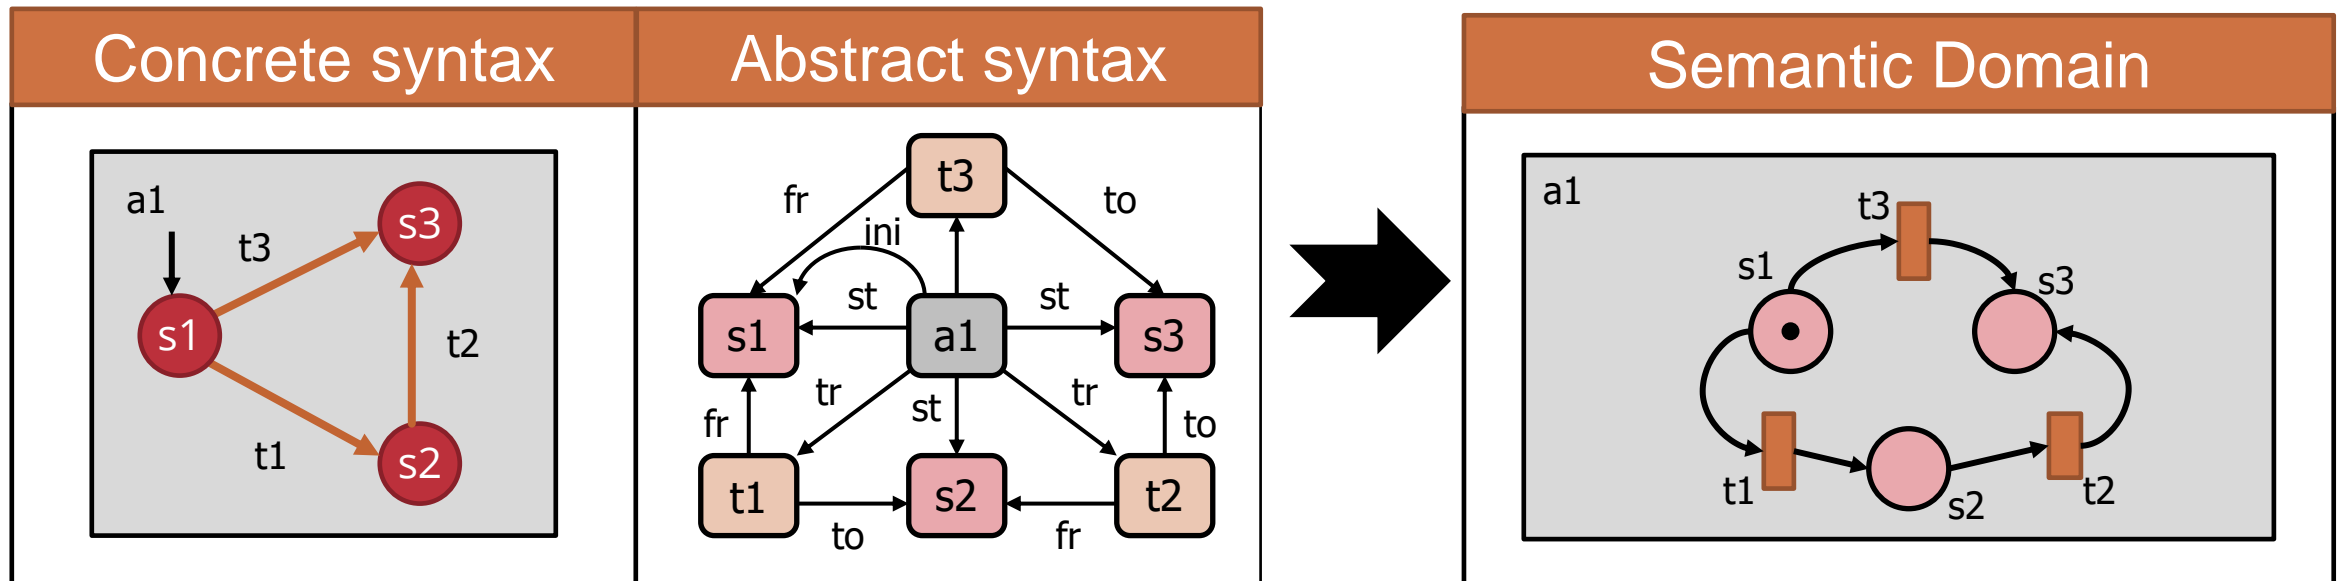 Concrete syntax
Abstract syntax
Semantic Domain
a1
s3
t3
s1
t2
t1
s2
t3
fr
to
ini
st
st
s1
a1
s3
tr
tr
st
fr
to
t1
s2
t2
to
fr
a1
t3
s1
s3
t1
s2
t2